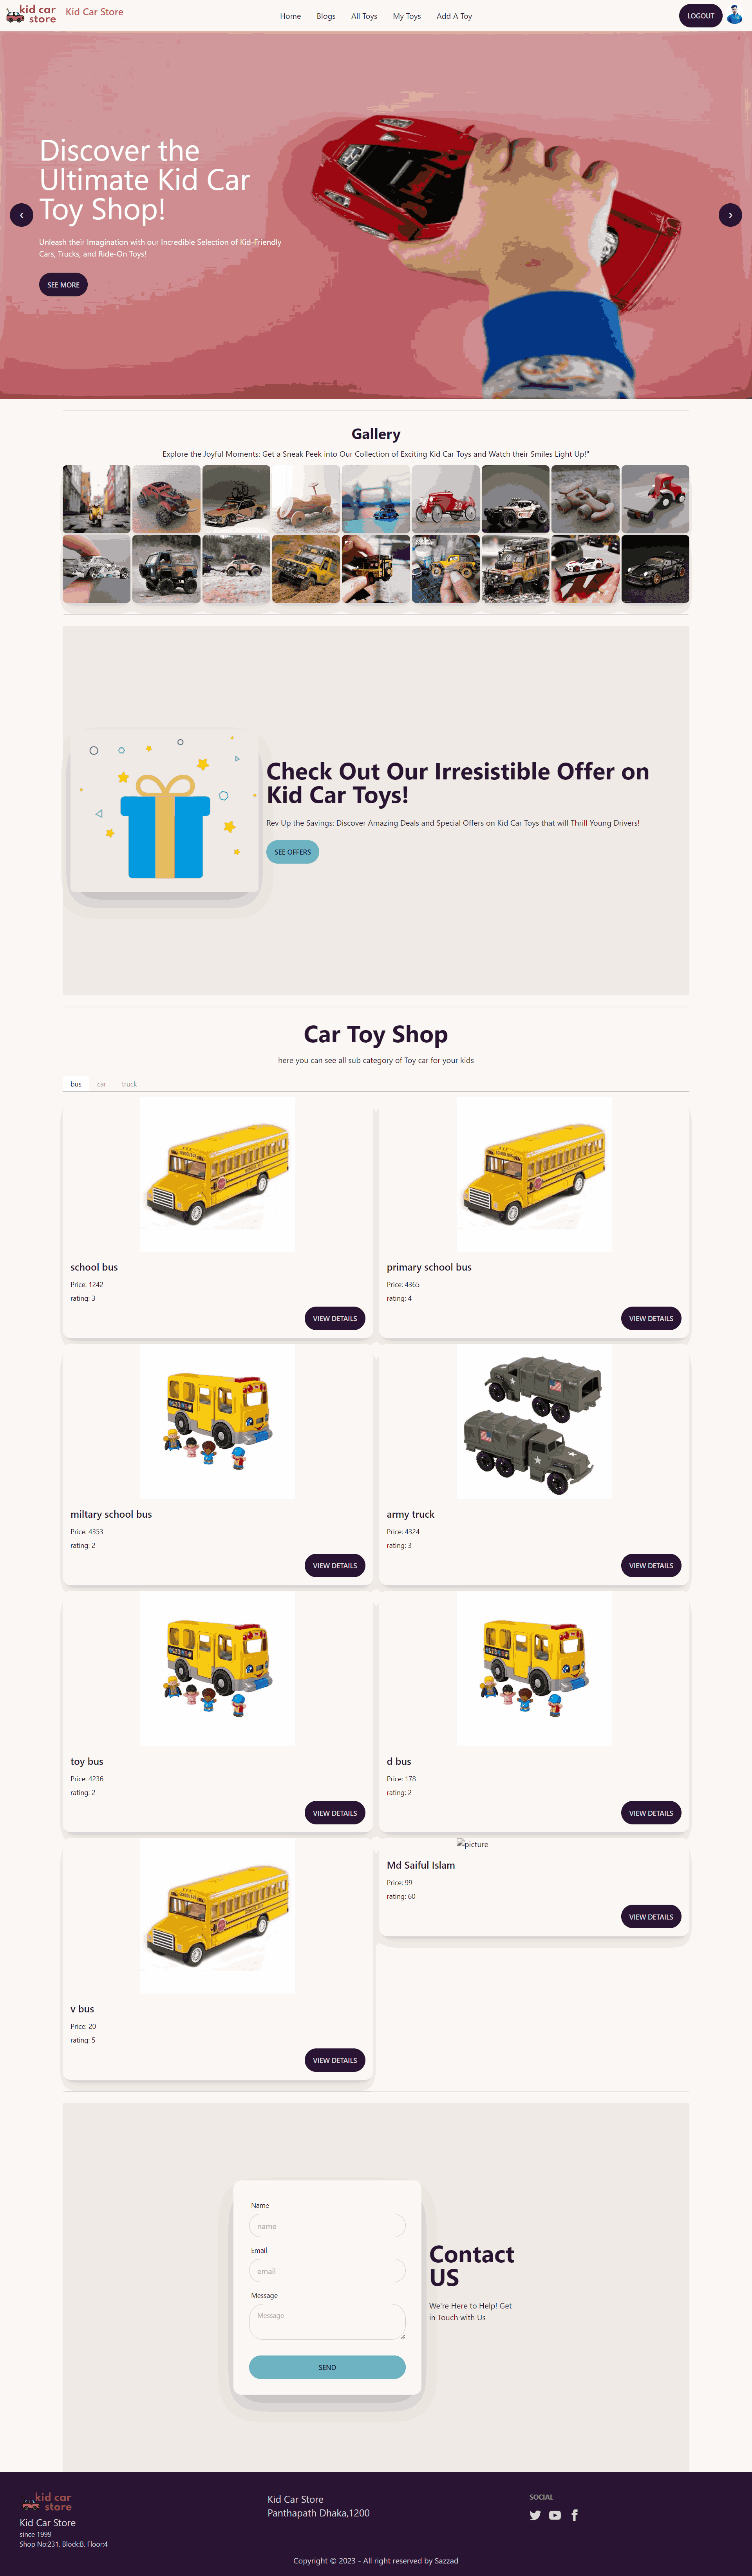 kid car
store
Kid Car Store
Home
Blogs
All Toys
My Toys
Add A Toy
LOGOUT
Discover the
Ultimate Kid Car
Toy Shop!
Unleash their Imagination with our Incredible Selection of Kid-Friendly
Cars, Trucks, and Ride-On Toys!
SEE MORE
Gallery
Explore the Joyful Moments: Get a Sneak Peek into Our Collection of Exciting Kid Car Toys and Watch their Smiles Light Up!"
20
Check Out Our Irresistible Offer on
Kid Car Toys!
Rev Up the Savings: Discover Amazing Deals and Special Offers on Kid Car Toys that will Thrill Young Drivers!
SEE OFFERS
Car Toy Shop
here you can see all sub category of Toy car for your kids
bus
car
truck
SCHOOL BUS
SCHOOL BUS
school bus
Price: 1242
rating: 3
VIEW DETAILS
primary school bus
Price: 4365
rating: 4
VIEW DETAILS
miltary school bus
Price: 4353
rating: 2
VIEW DETAILS
army truck
Price: 4324
rating: 3
VIEW DETAILS
toy bus
Price: 4236
rating: 2
VIEW DETAILS
d bus
Price: 178
rating: 2
VIEW DETAILS
SCHOOL BUS
v bus
Price: 20
rating: 5
VIEW DETAILS
picture
Md Saiful Islam
Price: 99
rating: 60
VIEW DETAILS
Name
name
Email
email
Message
Message
SEND
Contact
US
We're Here to Help! Get
in Touch with Us
kid car
store
Kid Car Store
since 1999
Shop No:231, Block:B, Floor:4
Kid Car Store
Panthapath Dhaka,1200
SOCIAL
Copyright © 2023 - All right reserved by Sazzad